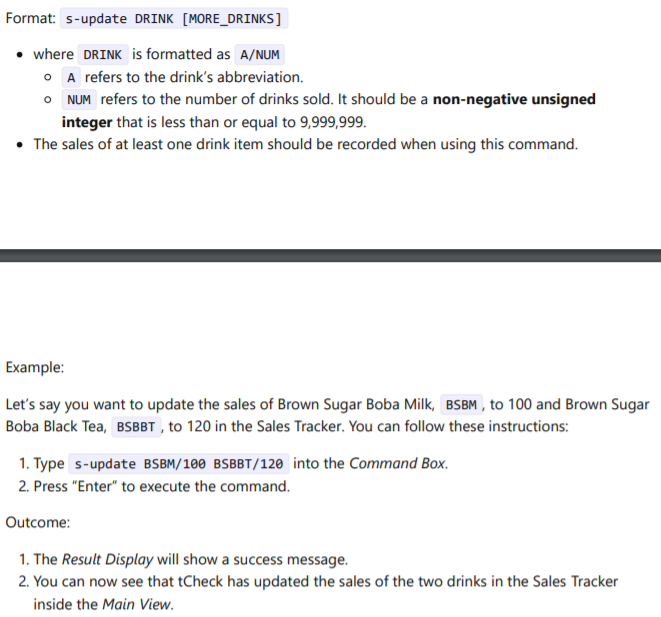 Format: s-update DRINK [MORE_DRINKS]
• where DRINK is formatted as A/NUM
○ A refers to the drink’s abbreviation.
○ NUM refers to the number of drinks sold. It should be a non-negative unsigned
integer that is less than or equal to 9,999,999.
• The sales of at least one drink item should be recorded when using this command.
Example:
Let’s say you want to update the sales of Brown Sugar Boba Milk, BSBM , to 100 and Brown Sugar
Boba Black Tea, BSBBT , to 120 in the Sales Tracker. You can follow these instructions:
1. Type s-update BSBM/100 BSBBT/120 into the Command Box.
2. Press “Enter” to execute the command.
Outcome:
1. The Result Display will show a success message.
2. You can now see that tCheck has updated the sales of the two drinks in the Sales Tracker
inside the Main View.